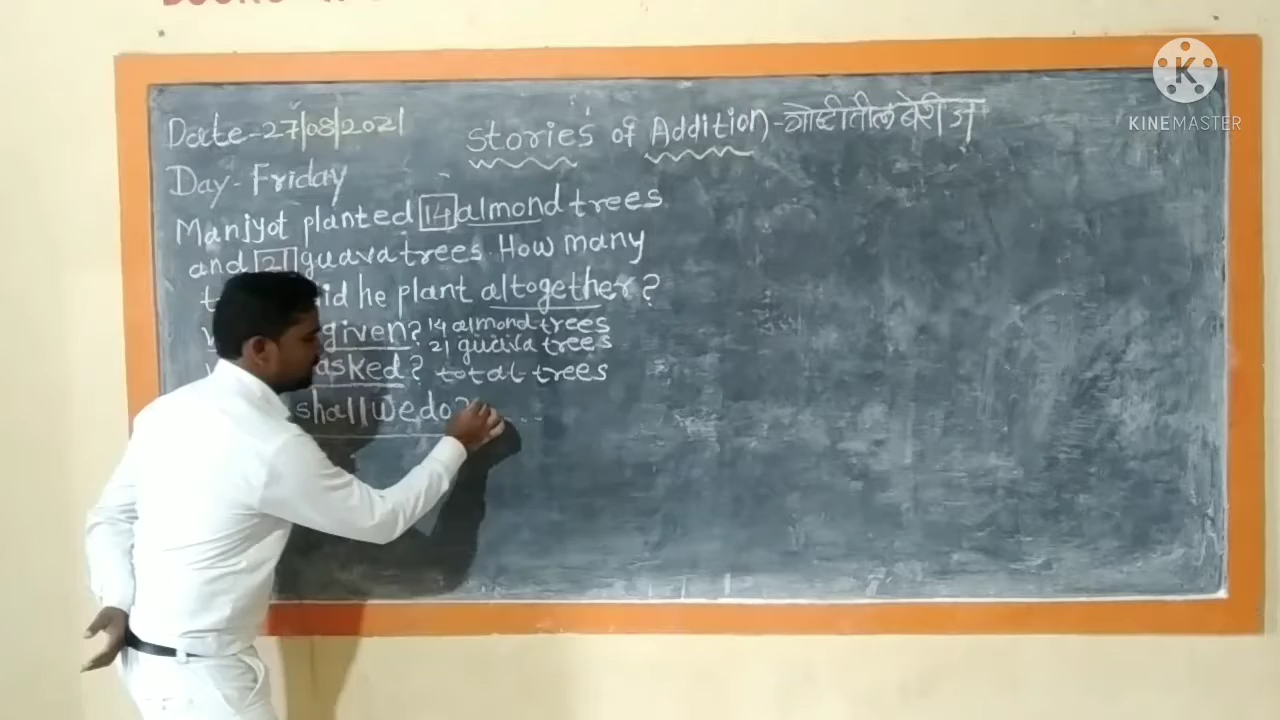 Date-27/08/2021
stories of Addition-गोष्टीतील बेरीज
Day-Friday
Manjyot planted 14 almond trees
and 21 guava trees. How many
did he plant altogether?
given? 14 almond trees
21 guava trees
asked? total trees
shall we do?
KINEMASTER